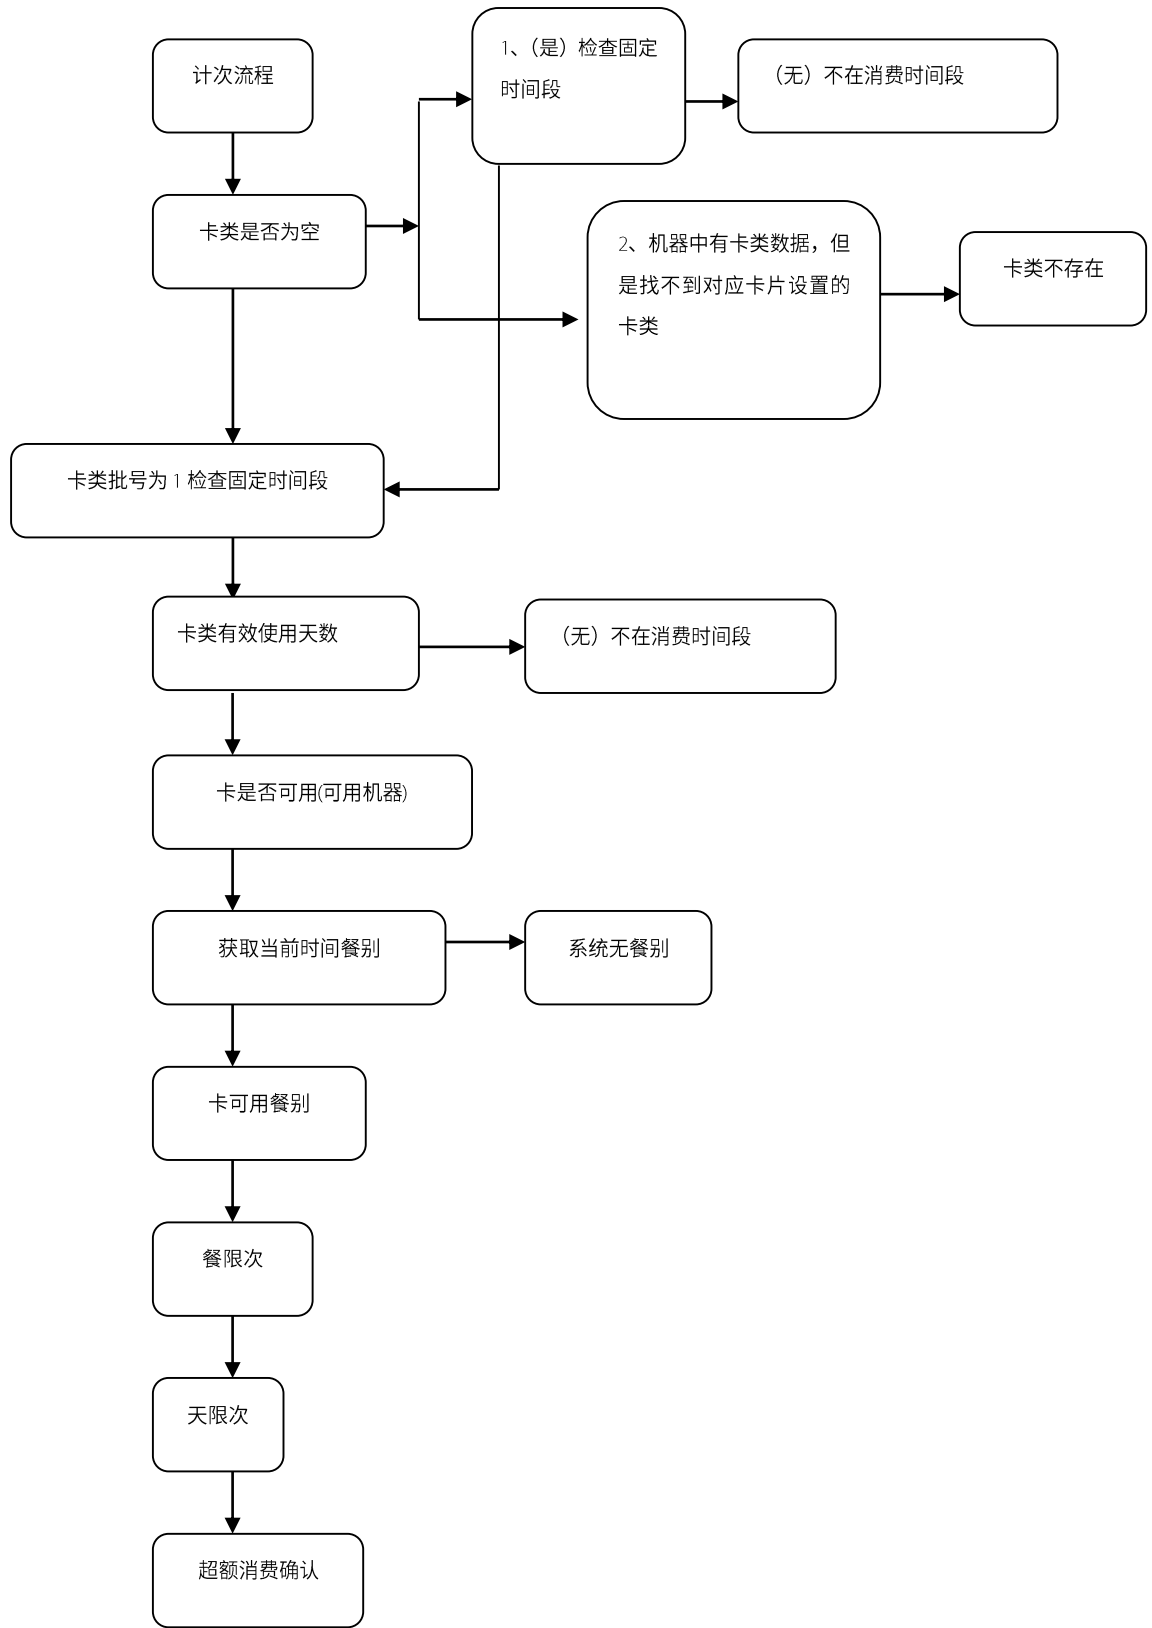 计次流程
1、（是）检查固定
时间段
（无）不在消费时间段
卡类是否为空
2、机器中有卡类数据，但
是找不到对应卡片设置的
卡类
卡类不存在
卡类批号为 1 检查固定时间段
卡类有效使用天数
（无）不在消费时间段
卡是否可用(可用机器)
获取当前时间餐别
系统无餐别
卡可用餐别
餐限次
天限次
超额消费确认